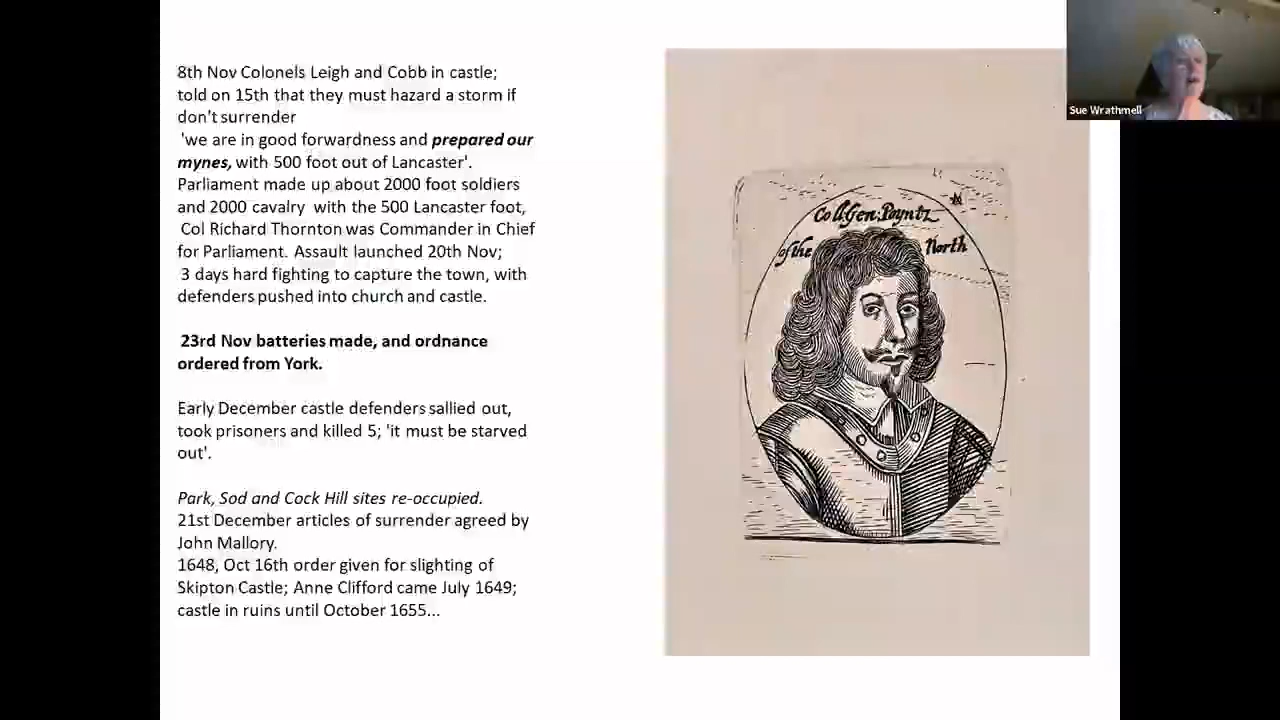 8th Nov Colonels Leigh and Cobb in castle;
told on 15th that they must hazard a storm if
don't surrender
'we are in good forwardness and prepared our
mynes, with 500 foot out of Lancaster'.
Parliament made up about 2000 foot soldiers
and 2000 cavalry with the 500 Lancaster foot,
Col Richard Thornton was Commander in Chief
for Parliament. Assault launched 20th Nov;
3 days hard fighting to capture the town, with
defenders pushed into church and castle.
23rd Nov batteries made, and ordnance
ordered from York.
Early December castle defenders sallied out,
took prisoners and killed 5; 'it must be starved
out'.
Park, Sod and Cock Hill sites re-occupied.
21st December articles of surrender agreed by
John Mallory.
1648, Oct 16th order given for slighting of
Skipton Castle; Anne Clifford came July 1649;
castle in ruins until October 1655...
Coll. Gen: Poyntz
of the North
Sue Wrathmell